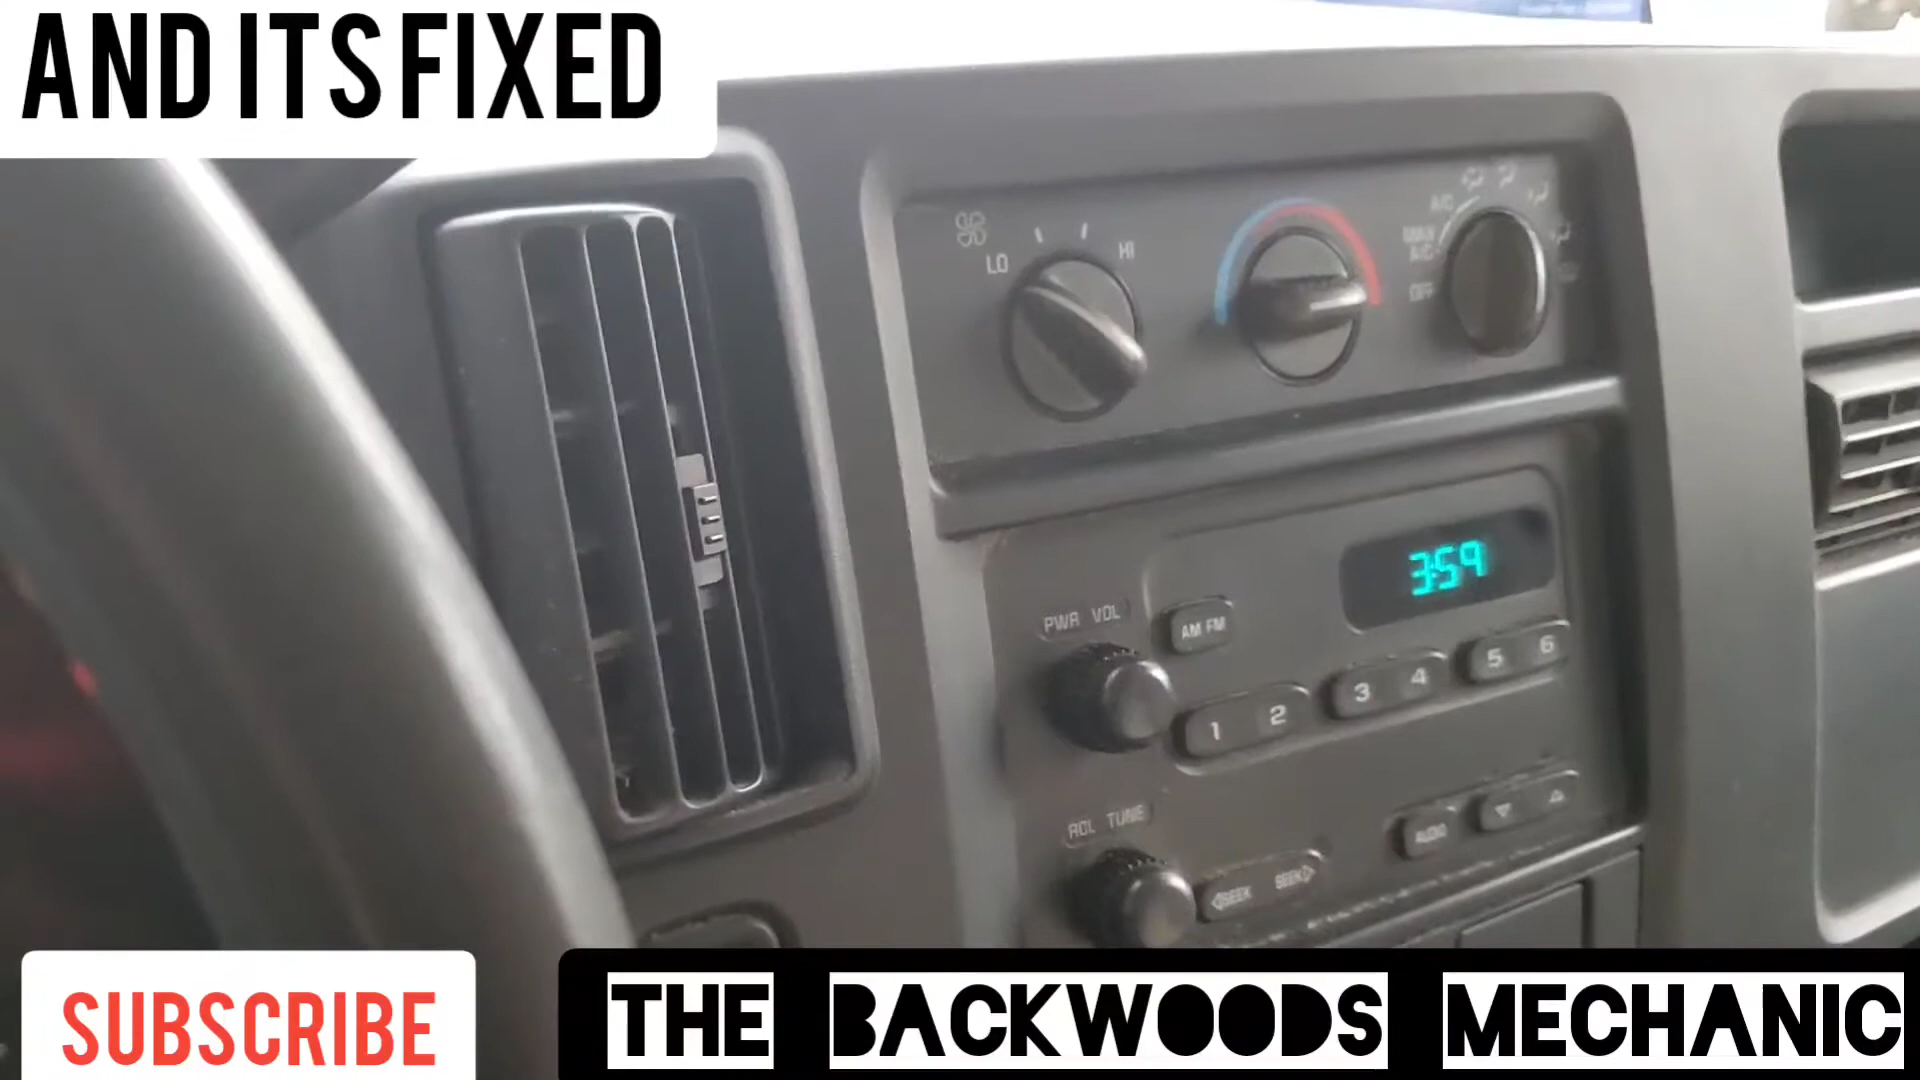 AND ITS FIXED
LO
HI
A/C
MAX
A/C
OFF
3:59
PWR VOL
AM FM
1 2 3 4 5 6
RCL TUNE
SEEK SEEK
AUDIO
SUBSCRIBE
THE BACKWOODS MECHANIC